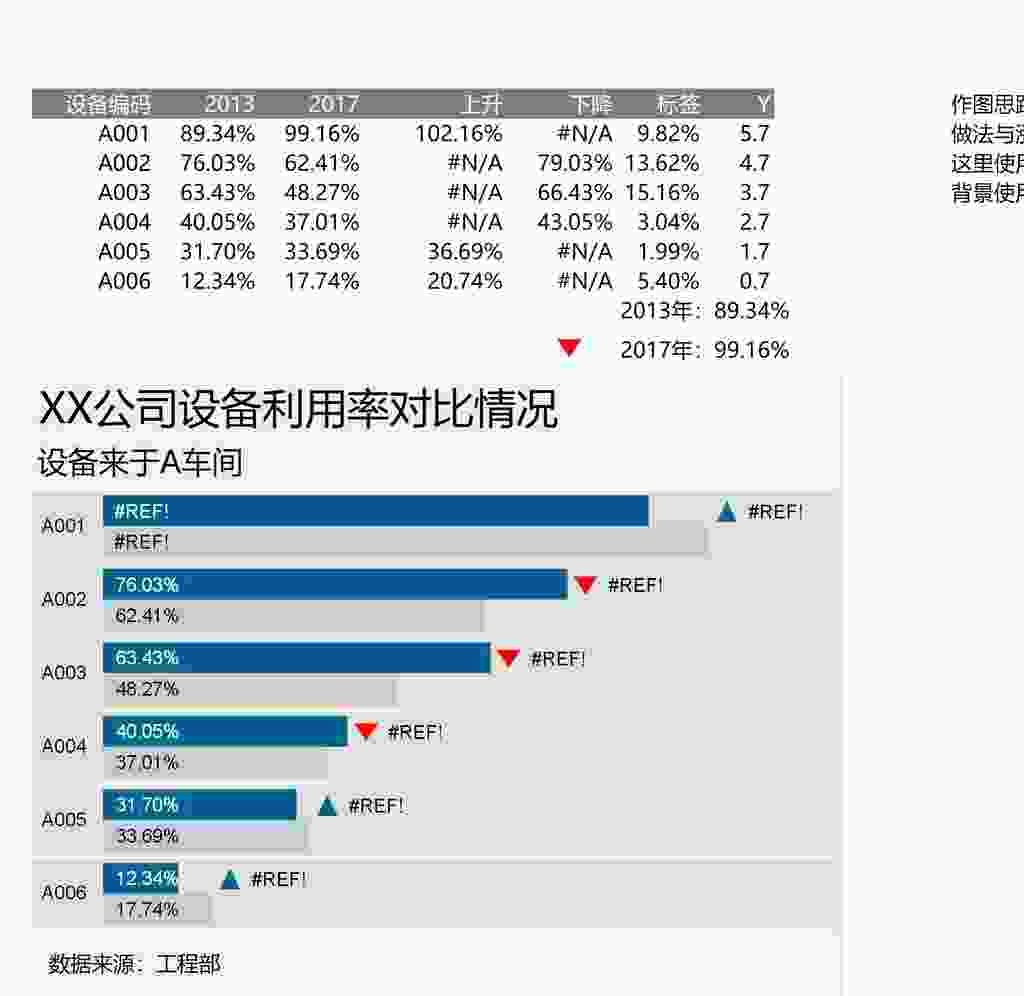 设备编码 2013 2017 上升 下降 标签 Y
A001 89.34% 99.16% 102.16% #N/A 9.82% 5.7
A002 76.03% 62.41% #N/A 79.03% 13.62% 4.7
A003 63.43% 48.27% #N/A 66.43% 15.16% 3.7
A004 40.05% 37.01% #N/A 43.05% 3.04% 2.7
A005 31.70% 33.69% 36.69% #N/A 1.99% 1.7
A006 12.34% 17.74% 20.74% #N/A 5.40% 0.7
2013年：89.34%
2017年：99.16%
作图思
做法与
这里使
背景使
XX公司设备利用率对比情况
设备来于A车间
A001
#REF!
#REF!
#REF!
A002
76.03%
#REF!
62.41%
A003
63.43%
#REF!
48.27%
A004
40.05%
#REF!
37.01%
A005
31.70%
#REF!
33.69%
A006
12.34%
#REF!
17.74%
数据来源：工程部